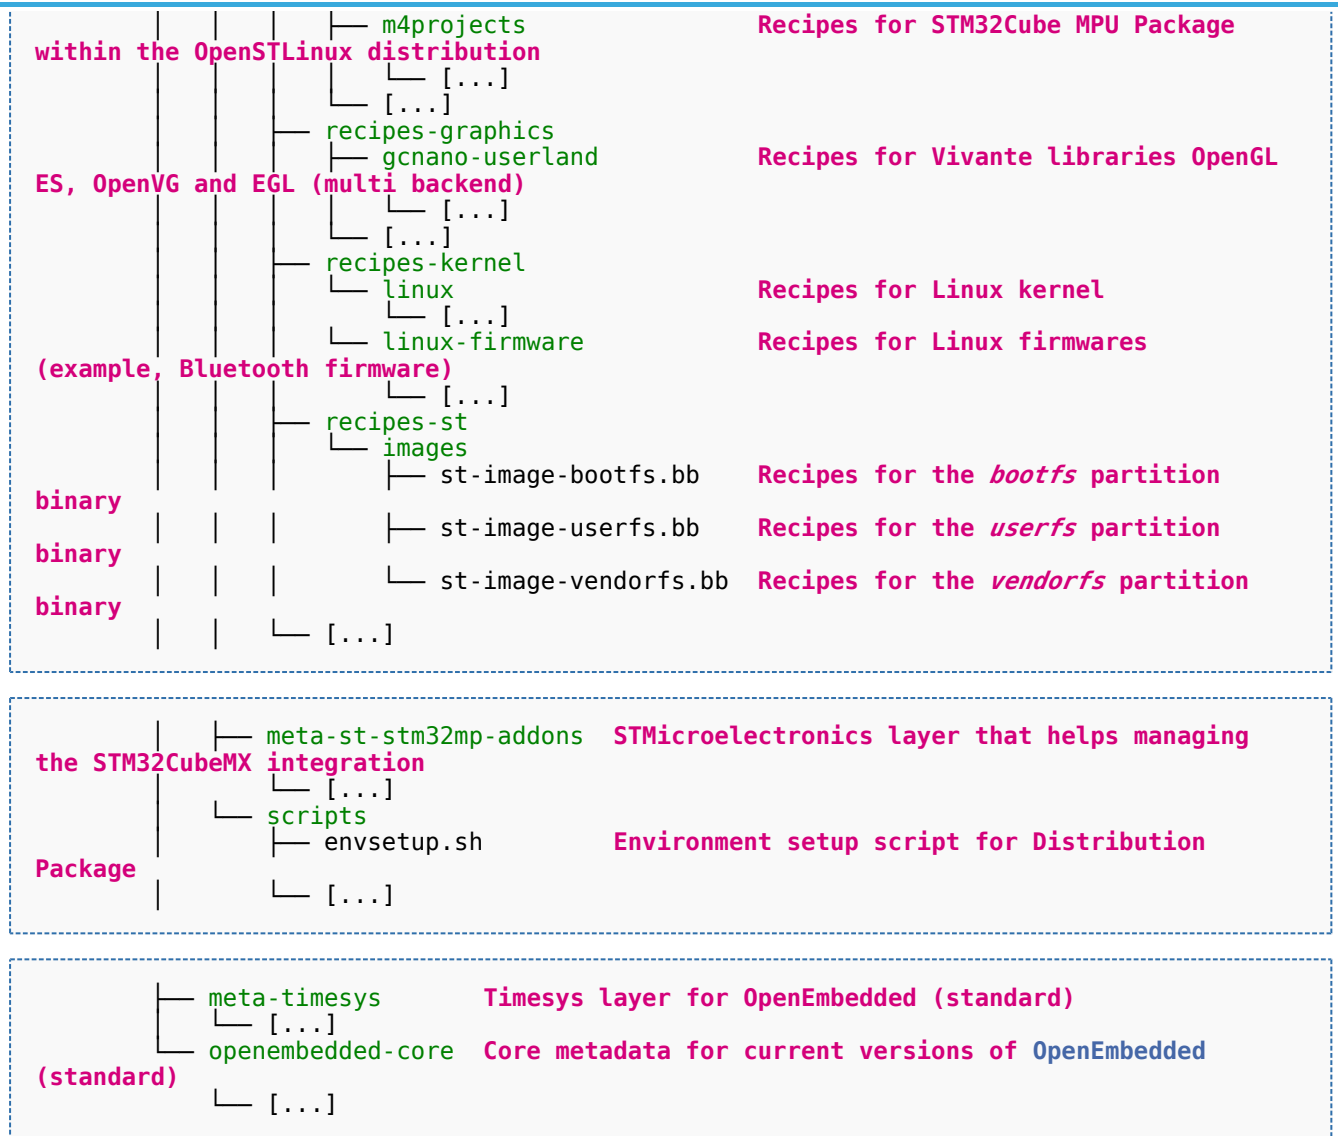 │   │   │   ├── m4projects                Recipes for STM32Cube MPU Package
within the OpenSTLinux distribution
│   │   │   │   └── [...]
│   │   │   └── [...]
│   │   ├── recipes-graphics
│   │   │   ├── gcnano-userland           Recipes for Vivante libraries OpenGL
ES, OpenVG and EGL (multi backend)
│   │   │   │   └── [...]
│   │   │   └── [...]
│   │   ├── recipes-kernel
│   │   │   └── linux                     Recipes for Linux kernel
│   │   │       └── [...]
│   │   │   └── linux-firmware            Recipes for Linux firmwares
(example, Bluetooth firmware)
│   │   │       └── [...]
│   │   ├── recipes-st
│   │   │   └── images
│   │   │       ├── st-image-bootfs.bb    Recipes for the bootfs partition
binary
│   │   │       ├── st-image-userfs.bb    Recipes for the userfs partition
binary
│   │   │       └── st-image-vendorfs.bb  Recipes for the vendorfs partition
binary
│   │   └── [...]
│   ├── meta-st-stm32mp-addons  STMicroelectronics layer that helps managing
the STM32CubeMX integration
│   │   └── [...]
│   └── scripts
│       ├── envsetup.sh         Environment setup script for Distribution
Package
│       └── [...]
├── meta-timesys       Timesys layer for OpenEmbedded (standard)
│   └── [...]
└── openembedded-core  Core metadata for current versions of OpenEmbedded
(standard)
    └── [...]